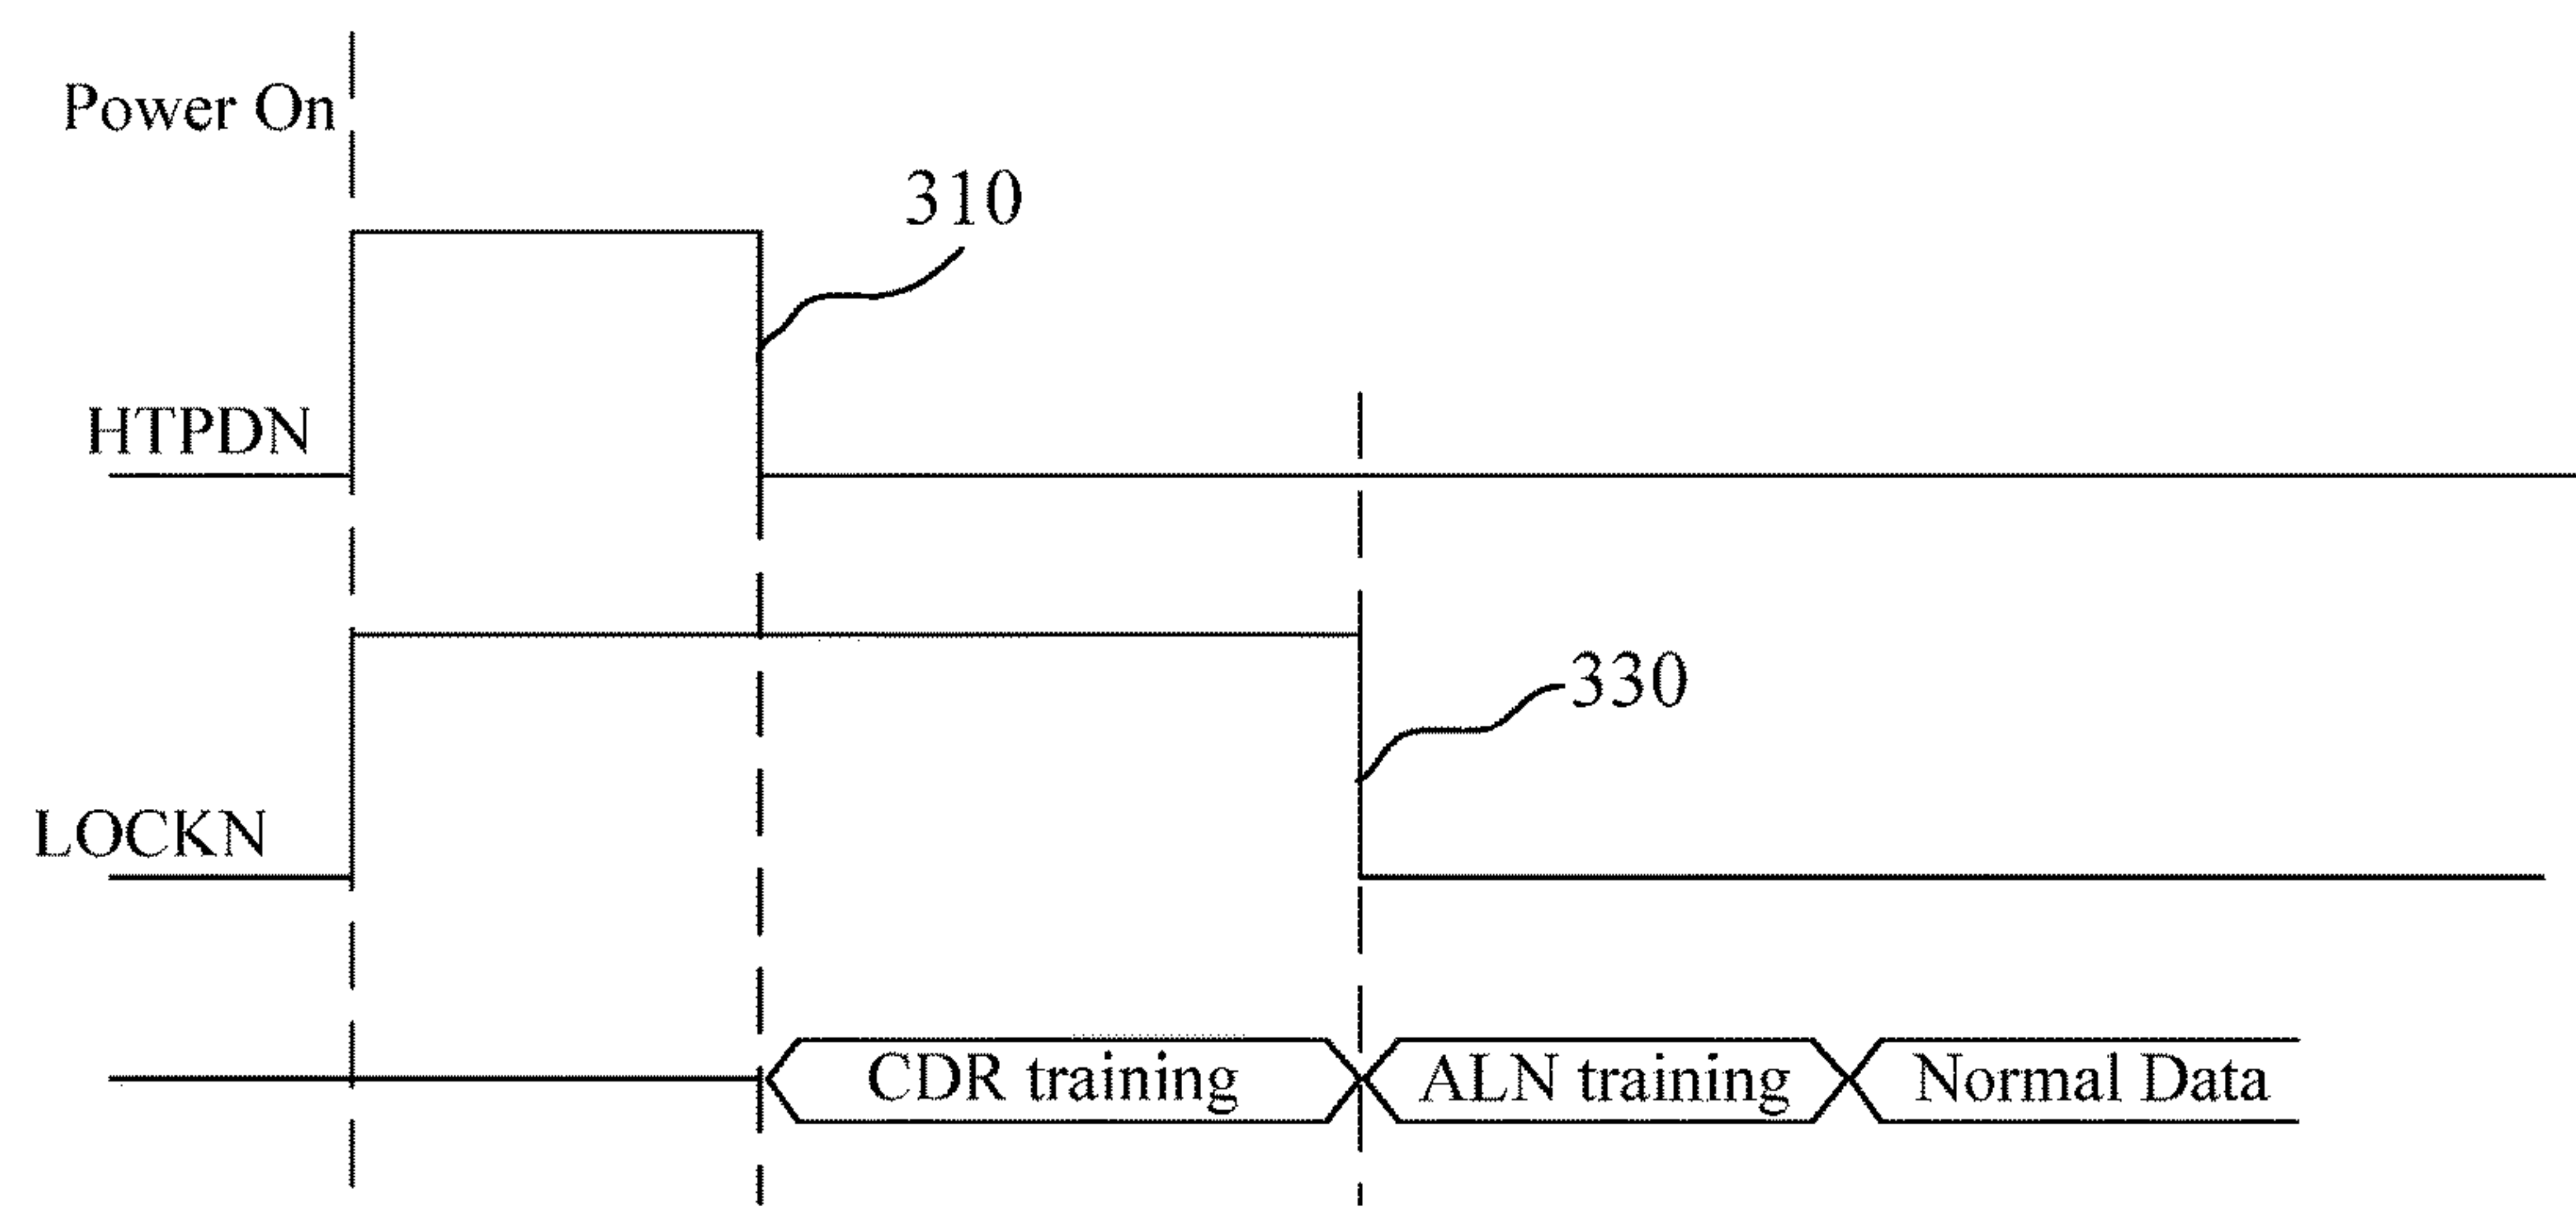 Power On
310
HTPDN
330
LOCKN
CDR training
ALN training
Normal Data